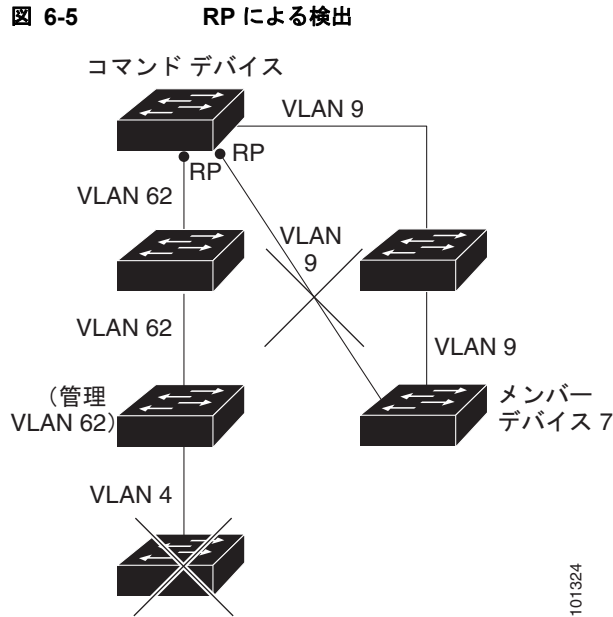 図 6-5 RP による検出
コマンド デバイス
VLAN 9
RP
RP
VLAN 62
VLAN
9
VLAN 62
VLAN 9
（管理
VLAN 62）
メンバー
デバイス 7
VLAN 4
101324